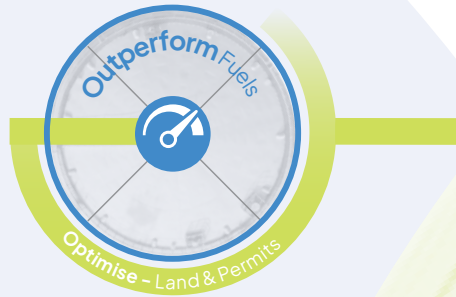 Outperform Fuels
Optimise – Land & Permits